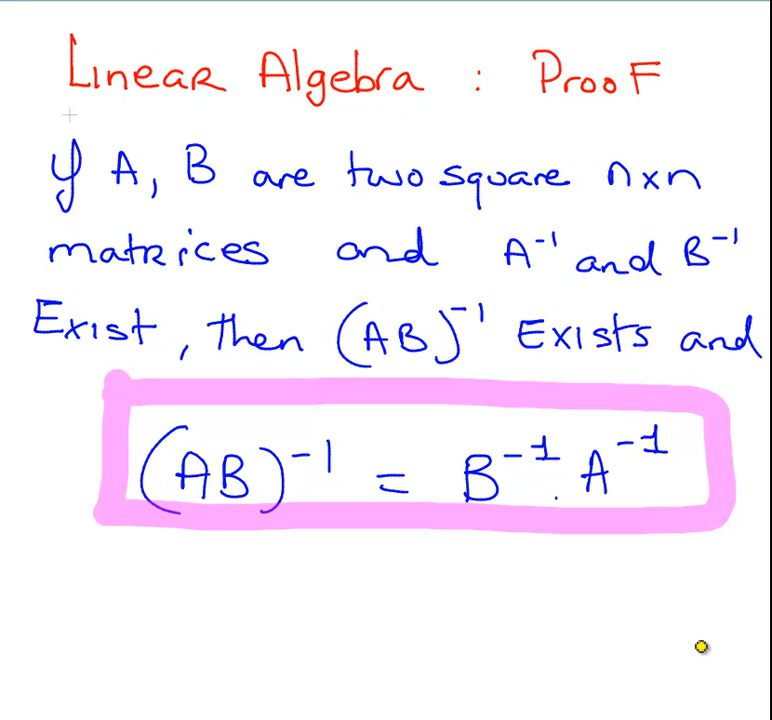 Linear Algebra : Proof
If A, B are two square nxn
matrices and A⁻¹ and B⁻¹
Exist, then (AB)⁻¹ Exists and
(AB)⁻¹ = B⁻¹ . A⁻¹